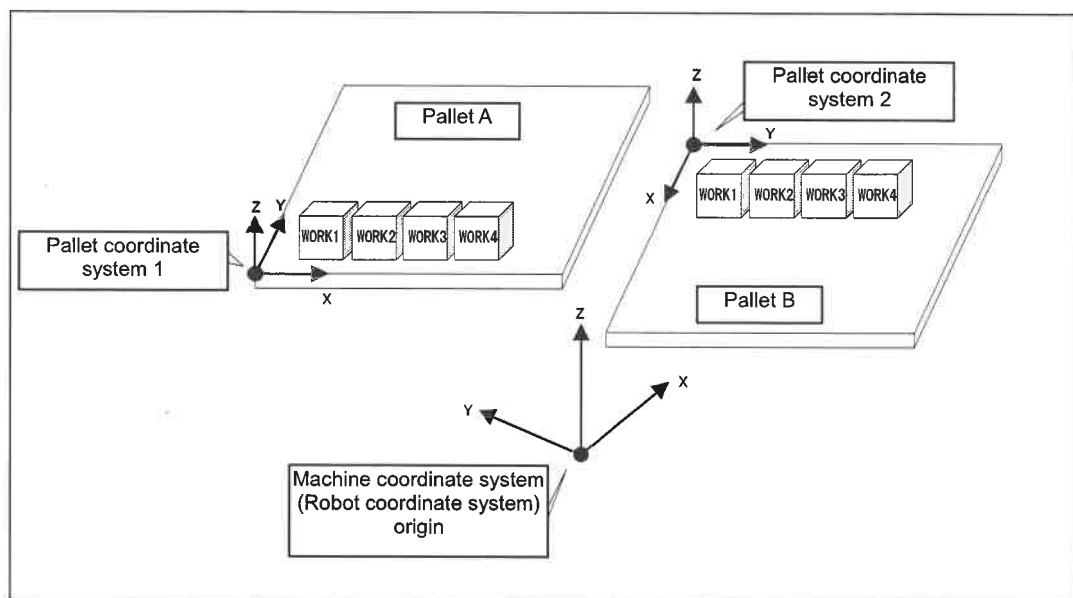 Pallet coordinate
system 2
Pallet A
Z
Y
X
WORK1
WORK2
WORK3
WORK4
Z
Y
X
WORK1
WORK2
WORK3
WORK4
Pallet coordinate
system 1
Pallet B
Z
X
Y
Machine coordinate system
(Robot coordinate system)
origin